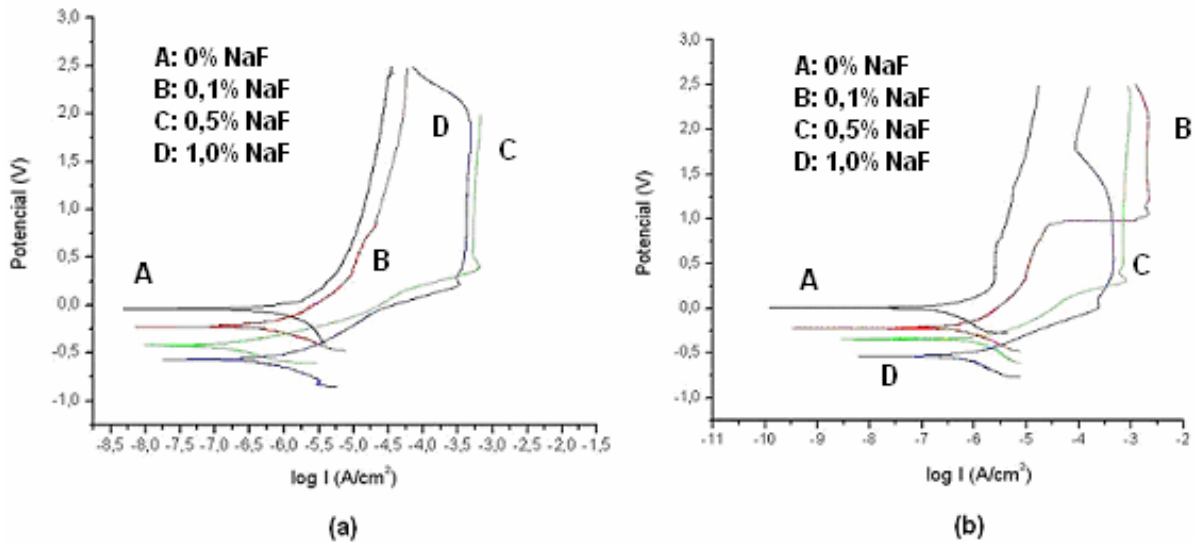 3,0
2,5
2,0
1,5
1,0
0,5
0,0
-0,5
-1,0
Potencial (V)
A: 0% NaF
B: 0,1% NaF
C: 0,5% NaF
D: 1,0% NaF
D
C
A
B
-8,5 -8,0 -7,5 -7,0 -6,5 -6,0 -5,5 -5,0 -4,5 -4,0 -3,5 -3,0 -2,5 -2,0 -1,5
log I (A/cm²)
(a)
3,0
2,5
2,0
1,5
1,0
0,5
0,0
-0,5
-1,0
Potencial (V)
A: 0% NaF
B: 0,1% NaF
C: 0,5% NaF
D: 1,0% NaF
B
A
C
D
-11 -10 -9 -8 -7 -6 -5 -4 -3 -2
log I (A/cm²)
(b)